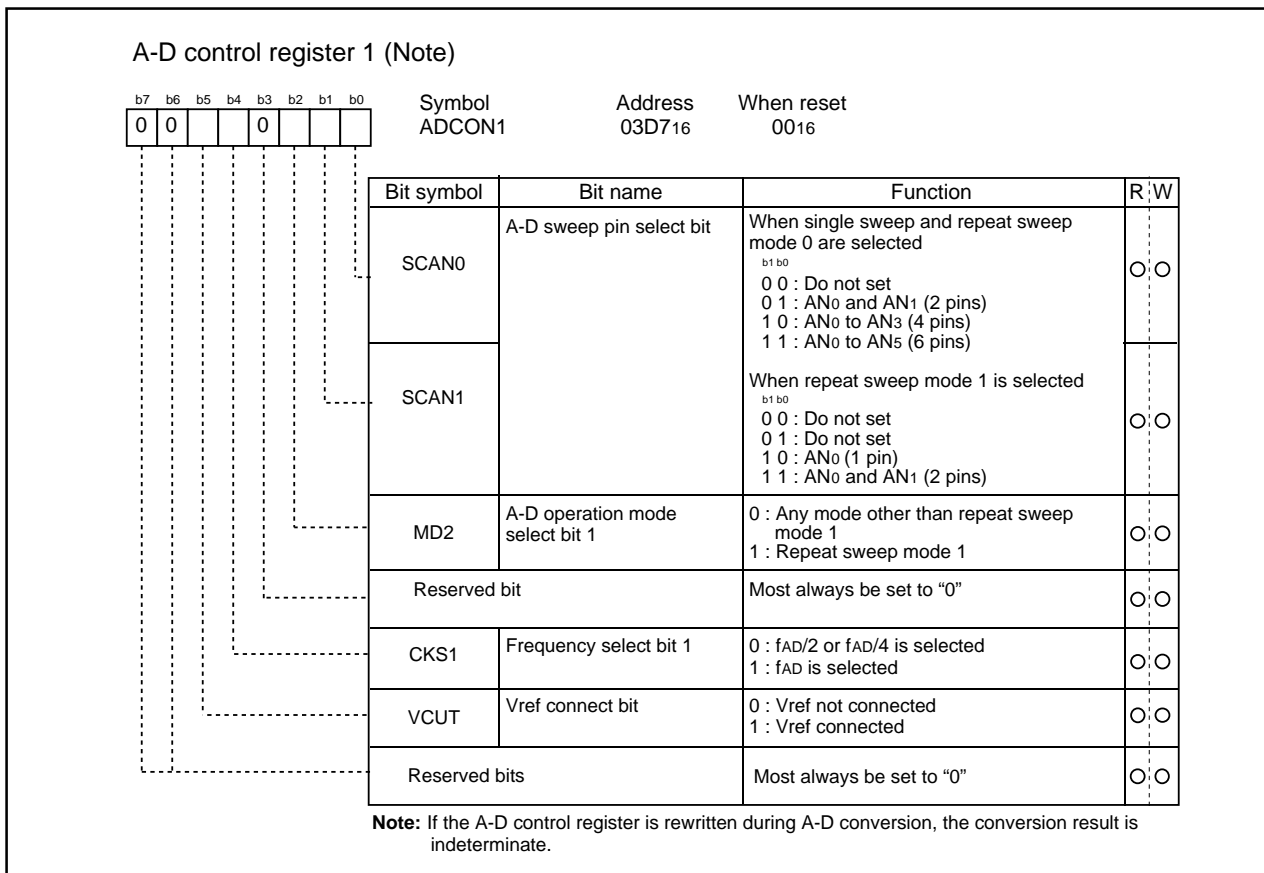 A-D control register 1 (Note)
b7 b6 b5 b4 b3 b2 b1 b0
0 0 0
Symbol Address When reset
ADCON1 03D716 0016
Bit symbol Bit name Function R W
SCAN0
A-D sweep pin select bit
When single sweep and repeat sweep
mode 0 are selected
b1 b0
0 0 : Do not set
0 1 : AN0 and AN1 (2 pins)
1 0 : AN0 to AN3 (4 pins)
1 1 : AN0 to AN5 (6 pins)
SCAN1
When repeat sweep mode 1 is selected
b1 b0
0 0 : Do not set
0 1 : Do not set
1 0 : AN0 (1 pin)
1 1 : AN0 and AN1 (2 pins)
MD2
A-D operation mode
select bit 1
0 : Any mode other than repeat sweep
mode 1
1 : Repeat sweep mode 1
Reserved bit
Most always be set to “0”
CKS1
Frequency select bit 1
0 : fAD/2 or fAD/4 is selected
1 : fAD is selected
VCUT
Vref connect bit
0 : Vref not connected
1 : Vref connected
Reserved bits
Most always be set to “0”
Note: If the A-D control register is rewritten during A-D conversion, the conversion result is
indeterminate.